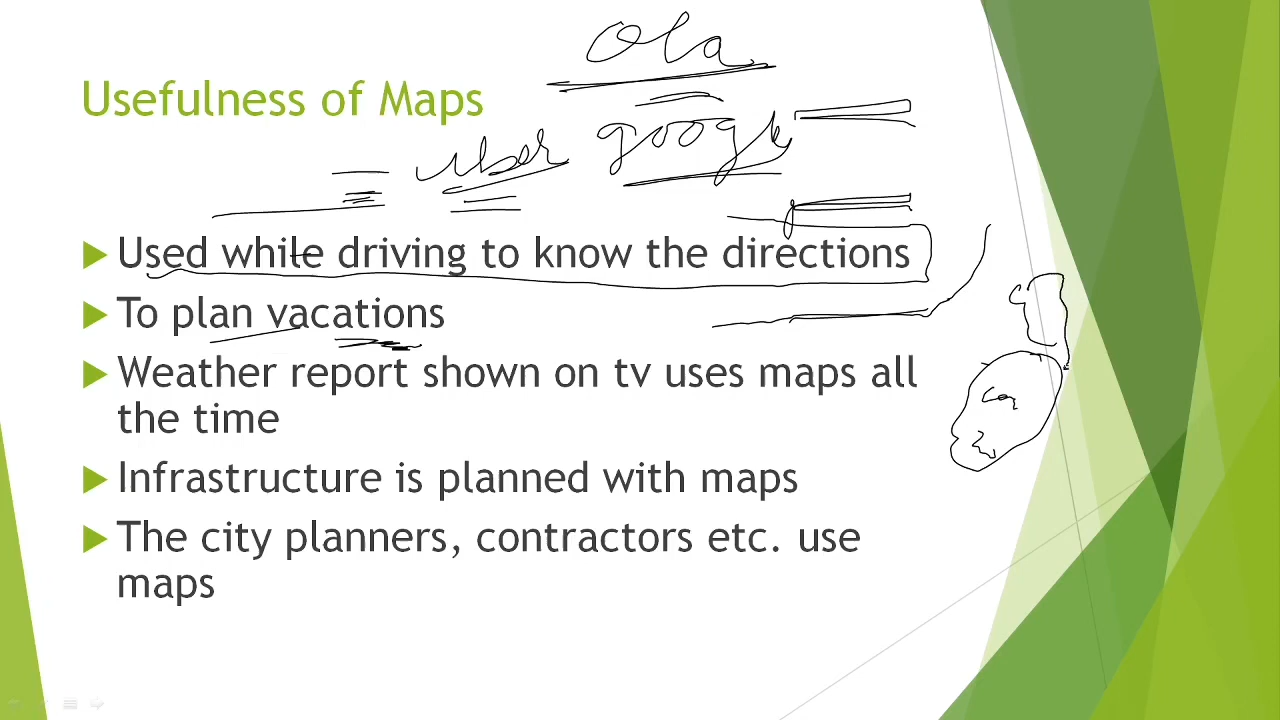 Ola
Usefulness of Maps
uber google
Used while driving to know the directions
To plan vacations
Weather report shown on tv uses maps all
the time
Infrastructure is planned with maps
The city planners, contractors etc. use
maps